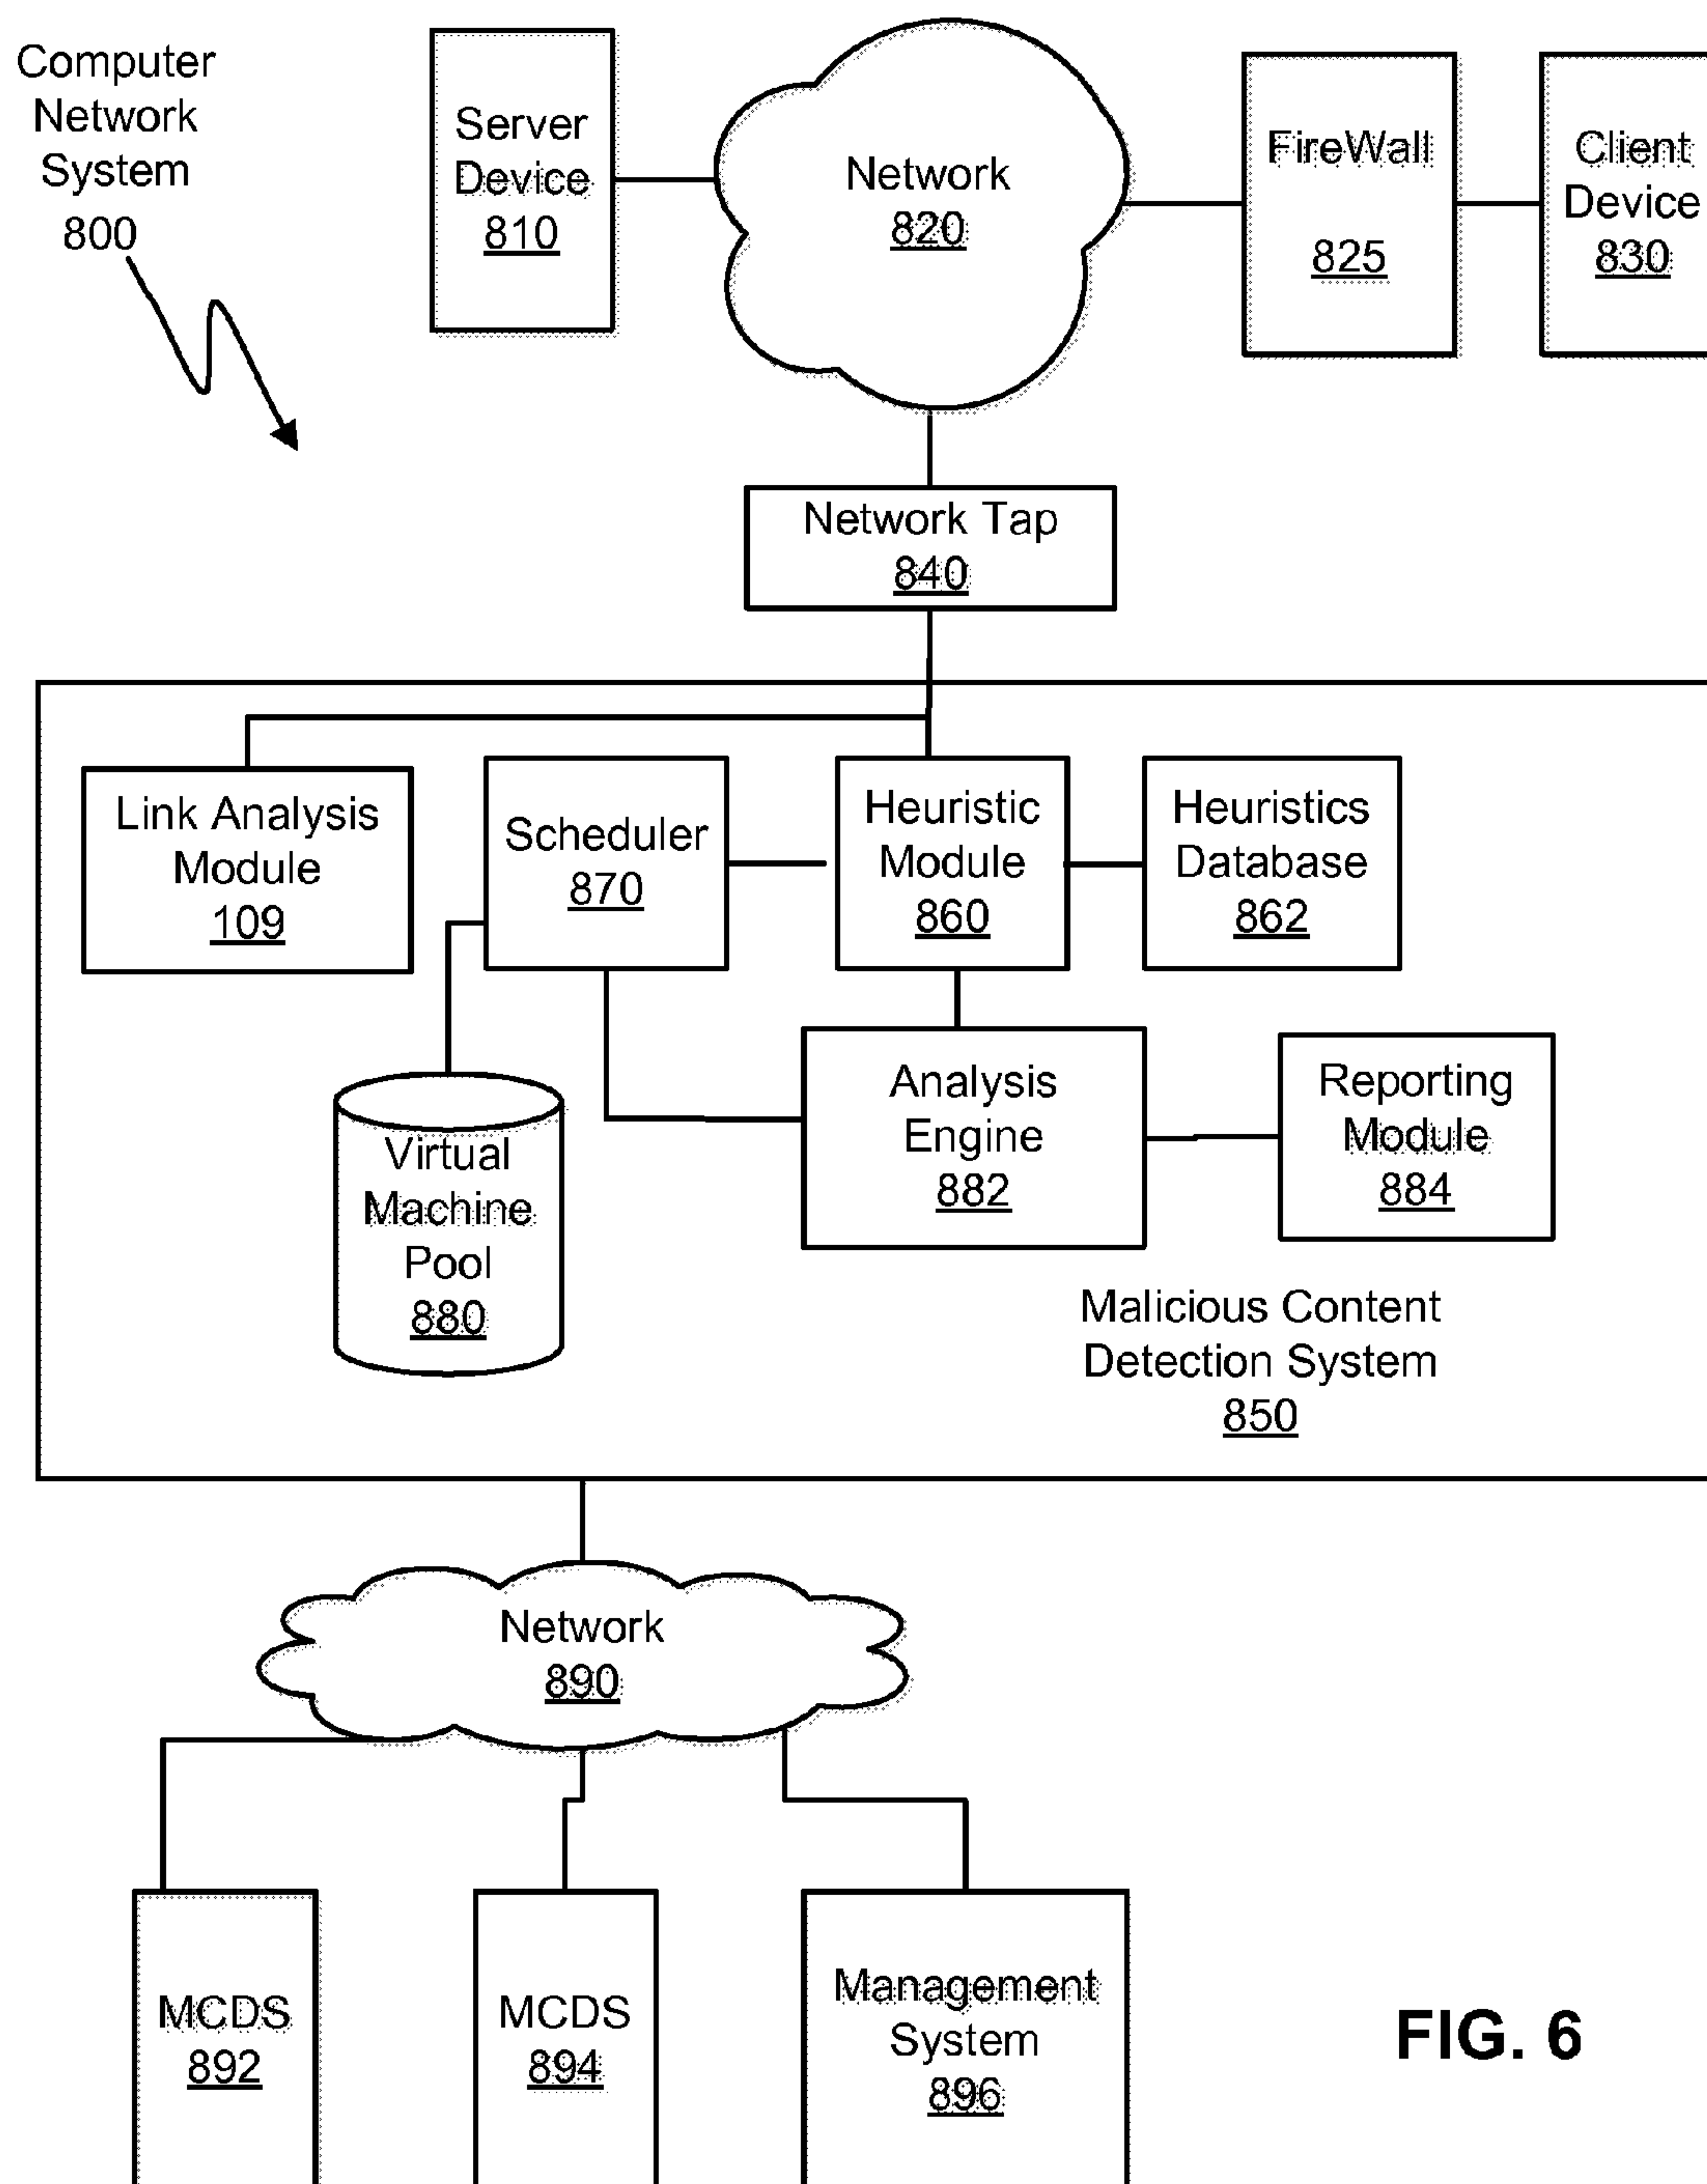 Computer
Network
System
800
Server
Device
810
Network
820
FireWall
825
Client
Device
830
Network Tap
840
Link Analysis
Module
109
Scheduler
870
Heuristic
Module
860
Heuristics
Database
862
Virtual
Machine
Pool
880
Analysis
Engine
882
Reporting
Module
884
Malicious Content
Detection System
850
Network
890
MCDS
892
MCDS
894
Management
System
896
FIG. 6